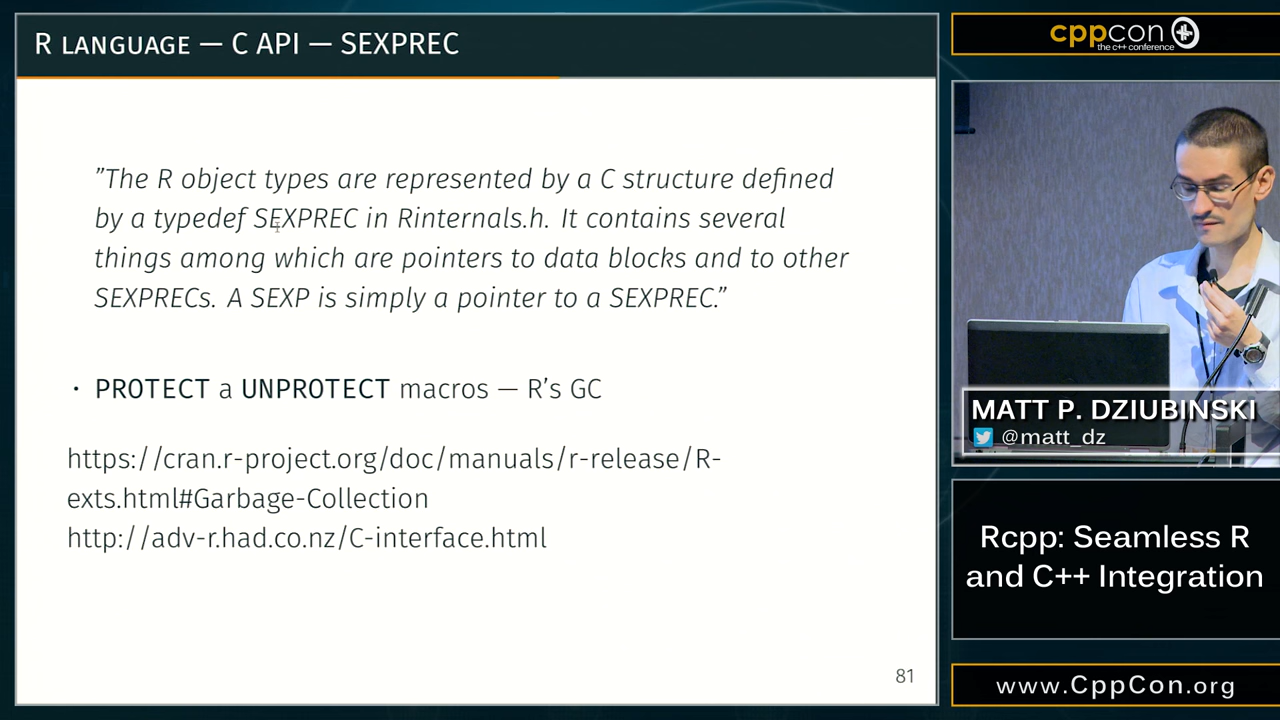 R LANGUAGE — C API — SEXPREC
”The R object types are represented by a C structure defined
by a typedef SEXPREC in Rinternals.h. It contains several
things among which are pointers to data blocks and to other
SEXPRECs. A SEXP is simply a pointer to a SEXPREC.”
• PROTECT a UNPROTECT macros — R’s GC
https://cran.r-project.org/doc/manuals/r-release/R-
exts.html#Garbage-Collection
http://adv-r.had.co.nz/C-interface.html
81
cppcon
the c++ conference
MATT P. DZIUBINSKI
@matt_dz
Rcpp: Seamless R
and C++ Integration
www.CppCon.org